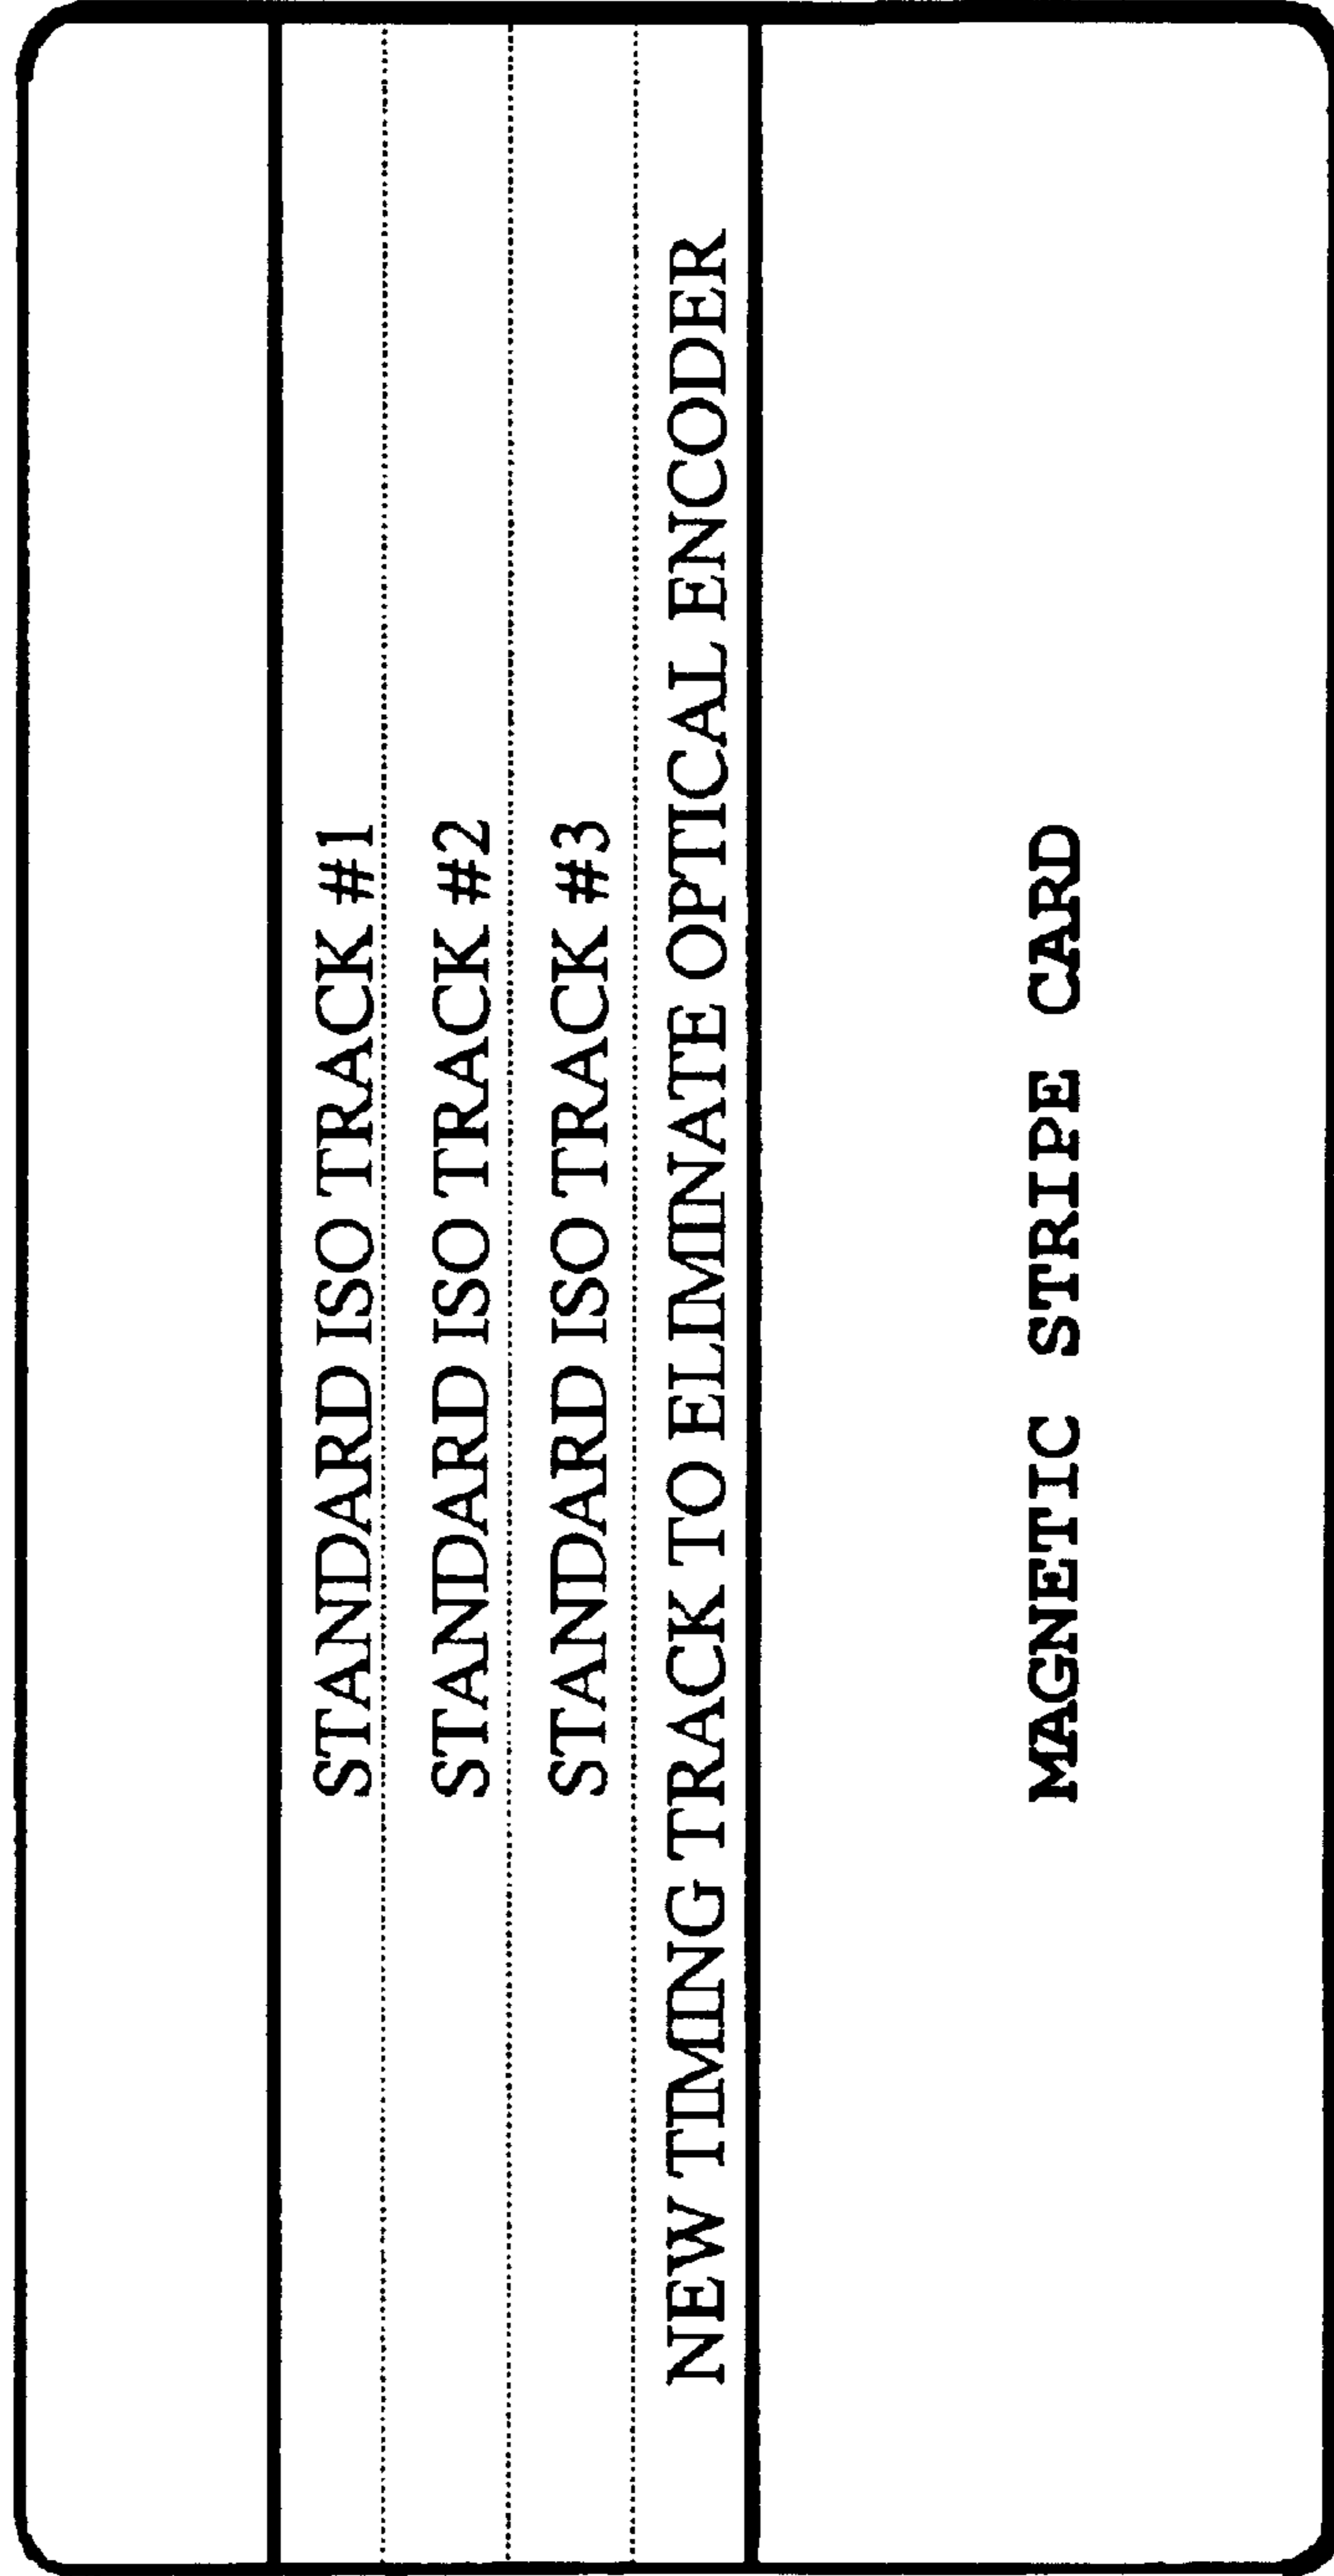 STANDARD ISO TRACK #1
STANDARD ISO TRACK #2
STANDARD ISO TRACK #3
NEW TIMING TRACK TO ELIMINATE OPTICAL ENCODER
MAGNETIC STRIPE CARD